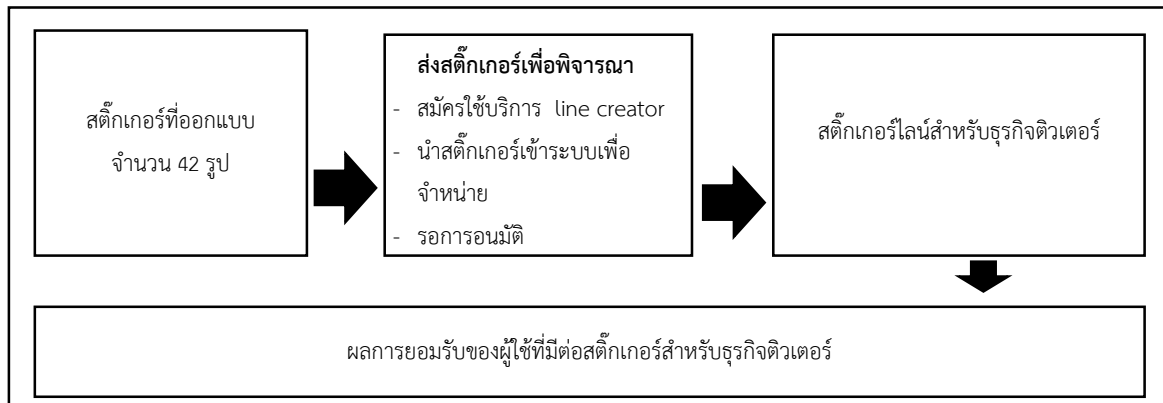 สติ๊กเกอร์ที่ออกแบบ
จำนวน 42 รูป
ส่งสติ๊กเกอร์เพื่อพิจารณา
- สมัครใช้บริการ line creator
- นำสติ๊กเกอร์เข้าระบบเพื่อ
จำหน่าย
- รอการอนมัติ
สติ๊กเกอร์ไลน์สำหรับธุรกิจติวเตอร์
ผลการยอมรับของผู้ใช้ที่มีต่อสติ๊กเกอร์สำหรับธุรกิจติวเตอร์